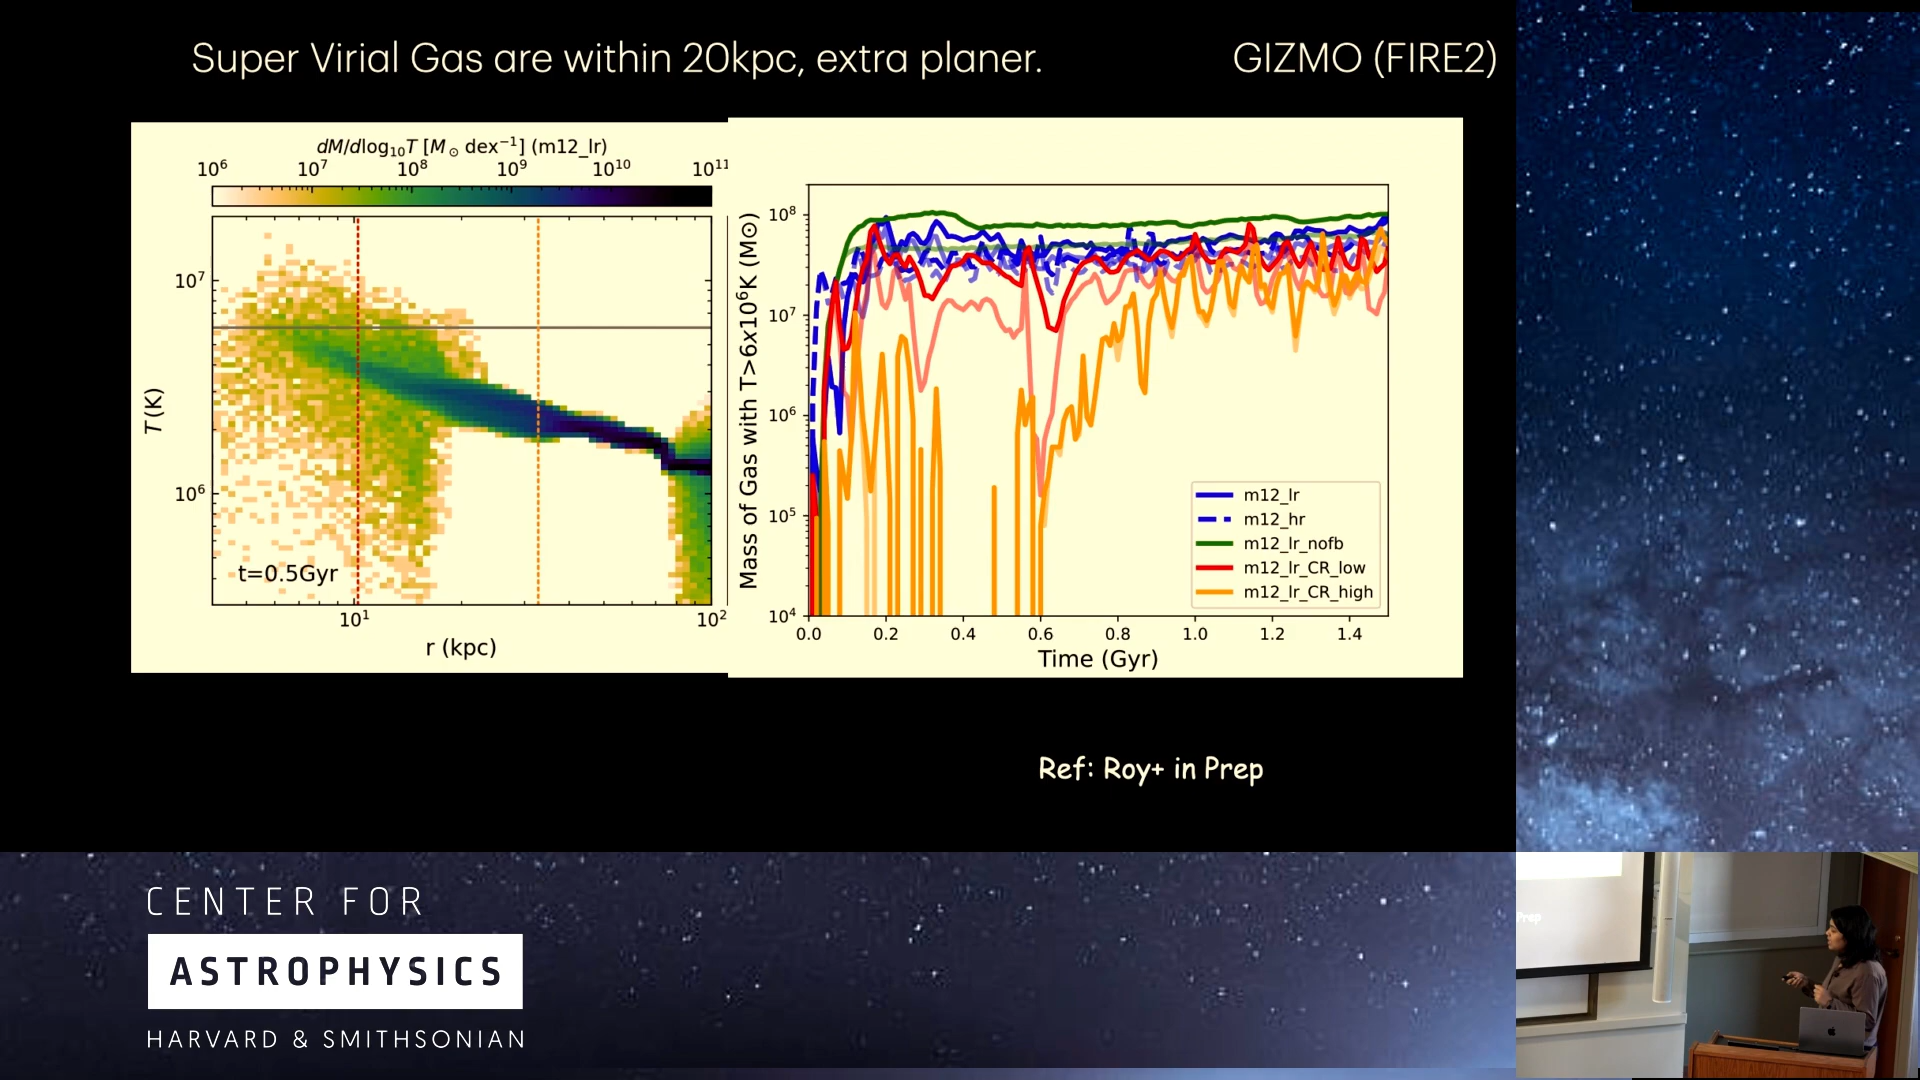 Super Virial Gas are within 20kpc, extra planer.
GIZMO (FIRE2)
dM/dlog₁₀T [M⊙ dex⁻¹] (m12_lr)
10⁶ 10⁷ 10⁸ 10⁹ 10¹⁰ 10¹¹
T(K)
10⁷
10⁶
t=0.5Gyr
10¹ 10²
r (kpc)
Mass of Gas with T>6x10⁶K (M⊙)
10⁸
10⁷
10⁶
10⁵
10⁴
m12_lr
m12_hr
m12_lr_nofb
m12_lr_CR_low
m12_lr_CR_high
0.0 0.2 0.4 0.6 0.8 1.0 1.2 1.4
Time (Gyr)
Ref: Roy+ in Prep
CENTER FOR
ASTROPHYSICS
HARVARD & SMITHSONIAN
Prep